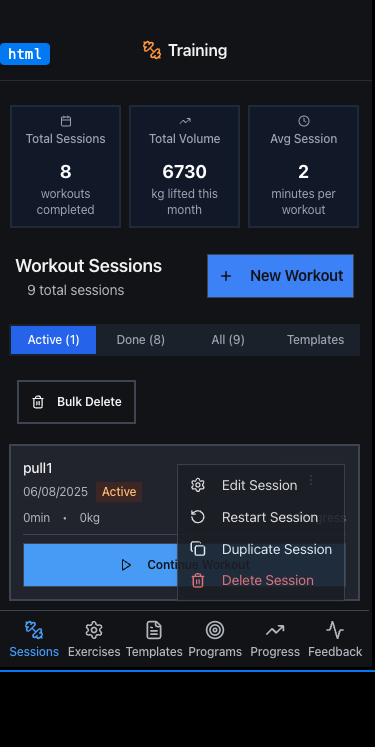 html
Training
Total Sessions
8
workouts
completed
Total Volume
6730
kg lifted this
month
Avg Session
2
minutes per
workout
Workout Sessions
9 total sessions
New Workout
Active (1)
Done (8)
All (9)
Templates
Bulk Delete
pull1
06/08/2025
Active
0min • 0kg
Edit Session
Restart Session
Duplicate Session
Delete Session
Continue Workout
Sessions
Exercises
Templates
Programs
Progress
Feedback